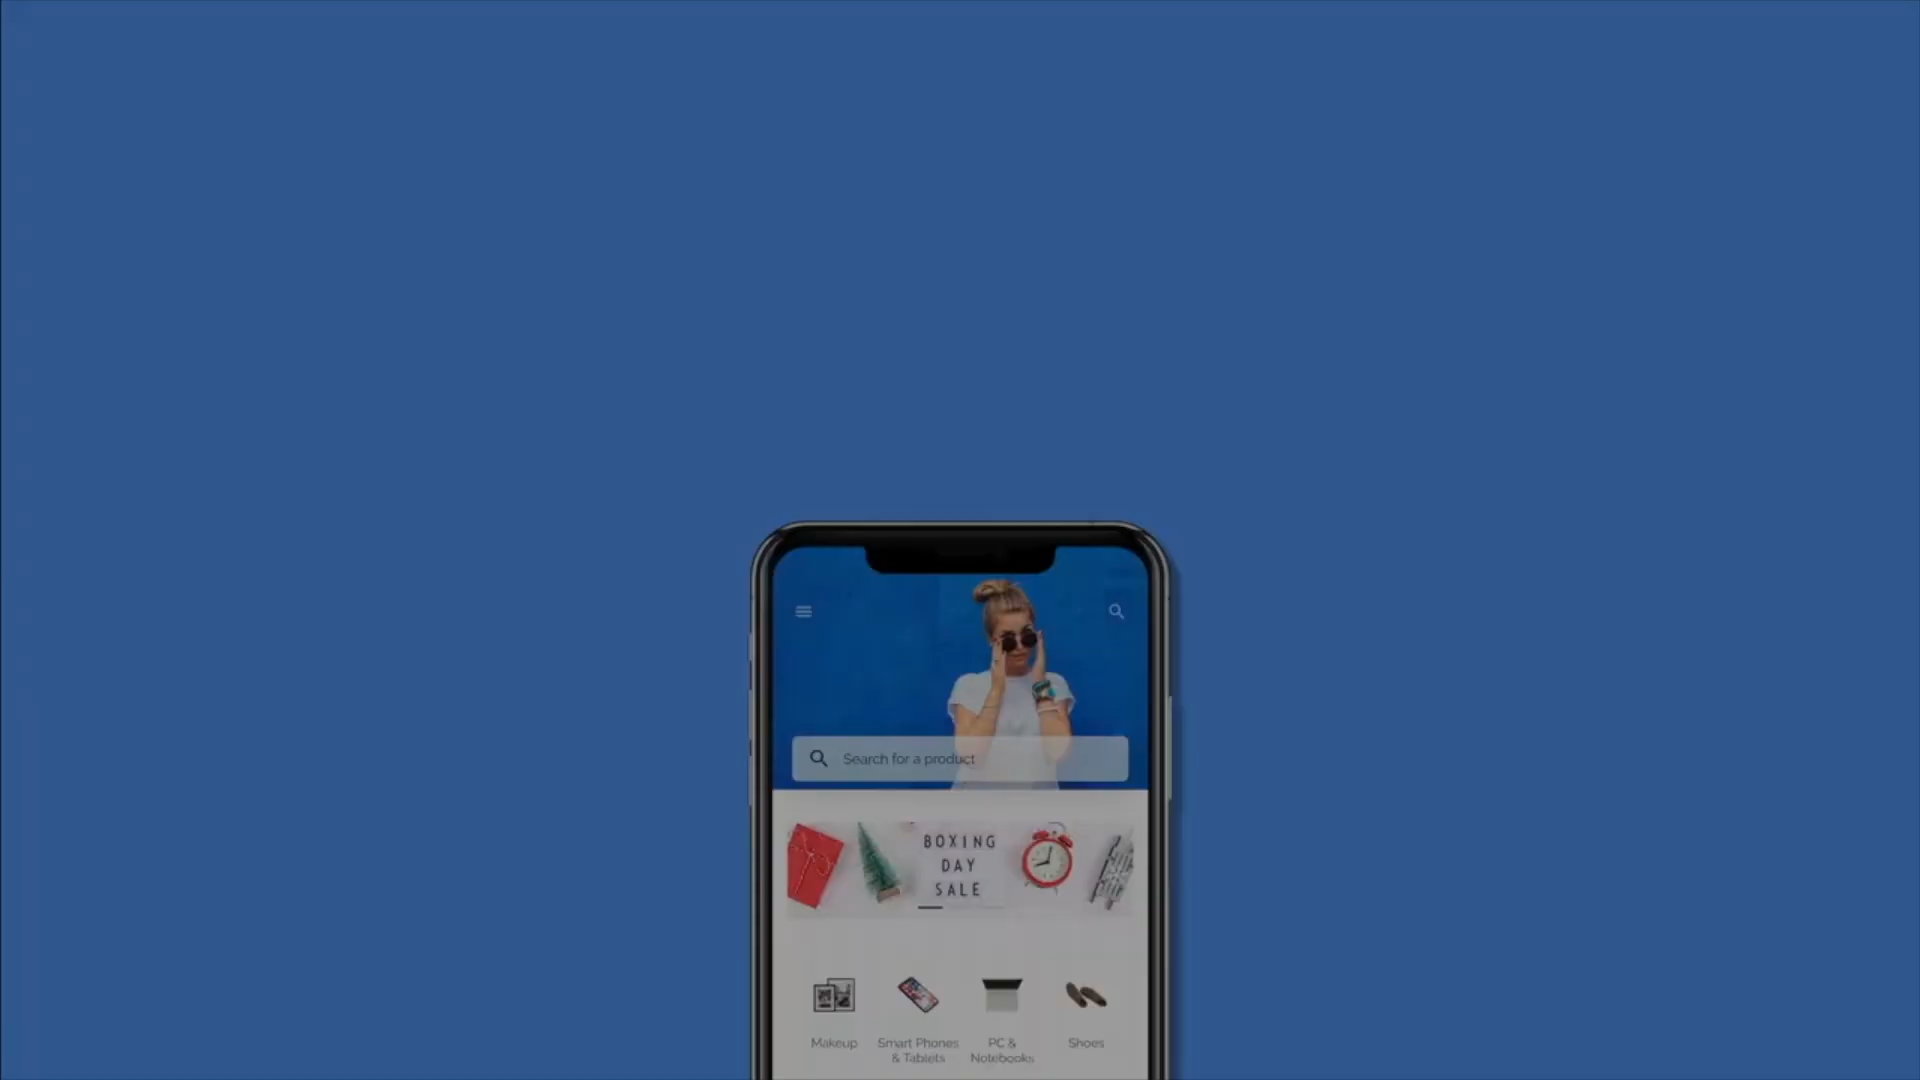 Search for a product
BOXING
DAY
SALE
Makeup
Smart Phones
& Tablets
PC &
Notebooks
Shoes